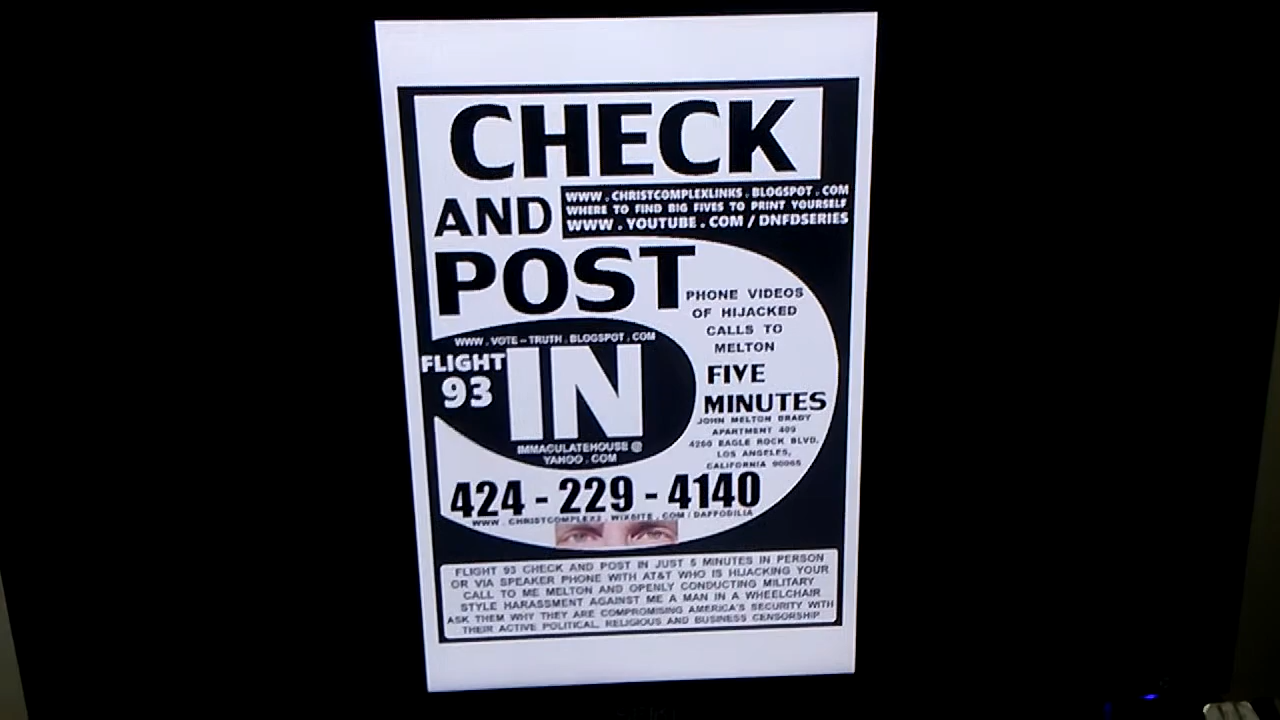 CHECK
AND
WWW . CHRISTCOMPLEXLINKS . BLOGSPOT . COM
WHERE TO FIND BIG FIVES TO PRINT YOURSELF
WWW . YOUTUBE . COM / DNFDSERIES
POST
PHONE VIDEOS
OF HIJACKED
CALLS TO
MELTON
FIVE
MINUTES
JOHN MELTON BRADY
APARTMENT 409
4260 EAGLE ROCK BLVD,
LOS ANGELES,
CALIFORNIA 90065
WWW . VOTE - TRUTH . BLOGSPOT . COM
FLIGHT
93
IN
IMMACULATEHOUSE @
YAHOO . COM
424 - 229 - 4140
WWW . CHRISTCOMPLEX3 . WIXSITE . COM / DAFFODILIA
FLIGHT 93 CHECK AND POST IN JUST 5 MINUTES IN PERSON
OR VIA SPEAKER PHONE WITH AT&T WHO IS HIJACKING YOUR
CALL TO ME MELTON AND OPENLY CONDUCTING MILITARY
STYLE HARASSMENT AGAINST ME A MAN IN A WHEELCHAIR
ASK THEM WHY THEY ARE COMPROMISING AMERICA'S SECURITY WITH
THEIR ACTIVE POLITICAL, RELIGIOUS AND BUSINESS CENSORSHIP